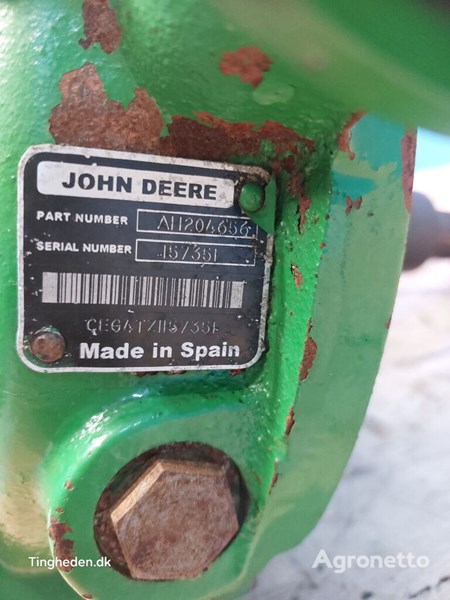 JOHN DEERE
PART NUMBER AH204656
SERIAL NUMBER 157351
Made in Spain
Tingheden.dk
Agronetto